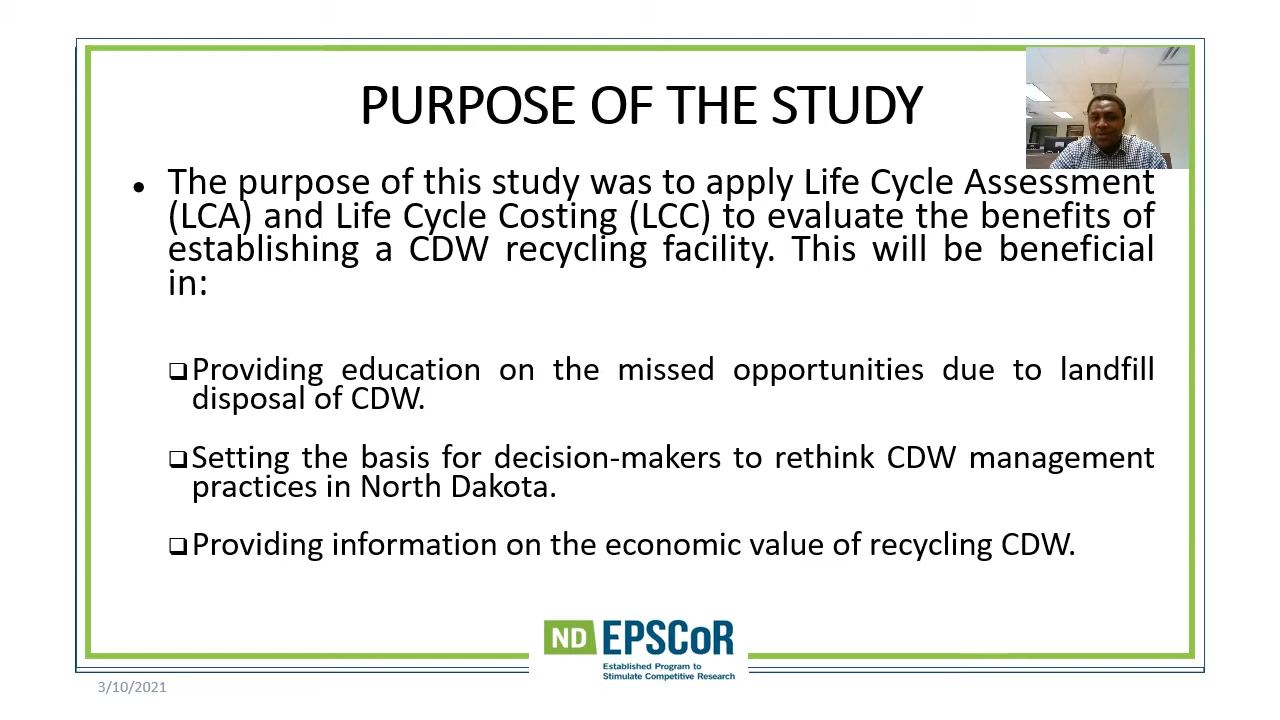 PURPOSE OF THE STUDY
● The purpose of this study was to apply Life Cycle Assessment
(LCA) and Life Cycle Costing (LCC) to evaluate the benefits of
establishing a CDW recycling facility. This will be beneficial
in:
❑Providing education on the missed opportunities due to landfill
disposal of CDW.
❑Setting the basis for decision-makers to rethink CDW management
practices in North Dakota.
❑Providing information on the economic value of recycling CDW.
ND EPSCoR
Established Program to
Stimulate Competitive Research
3/10/2021